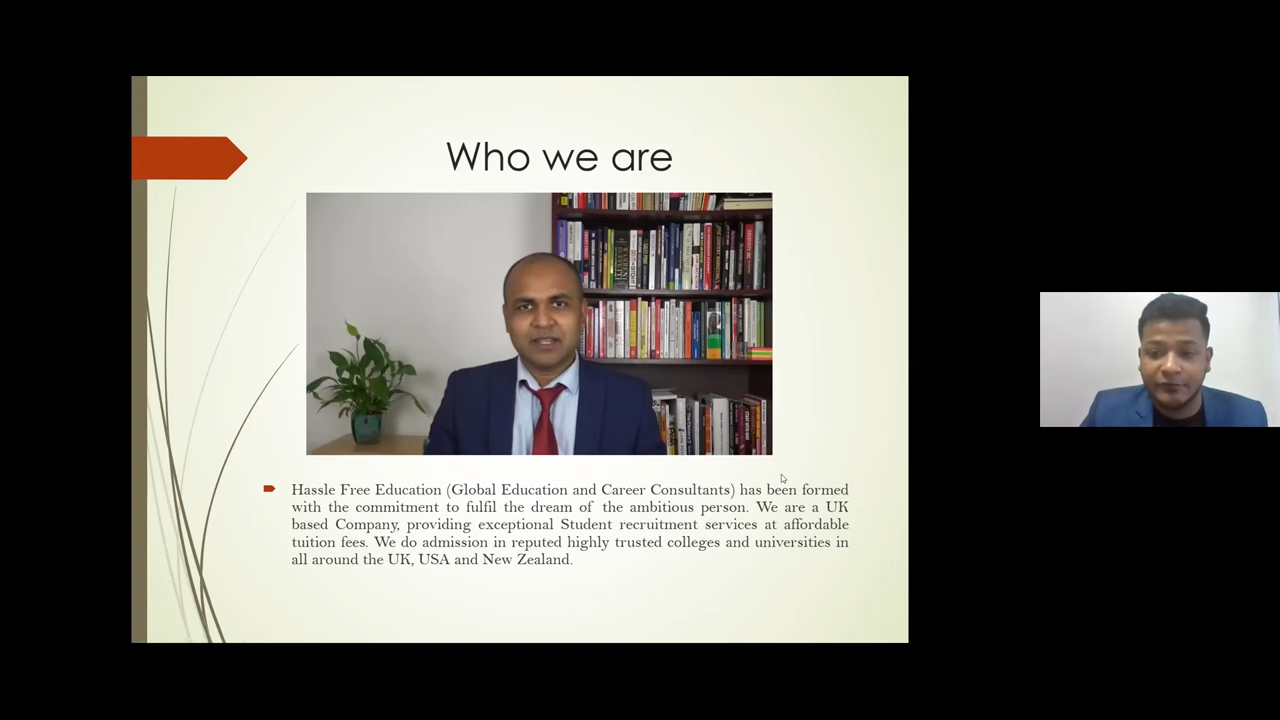 Who we are
Hassle Free Education (Global Education and Career Consultants) has been formed
with the commitment to fulfil the dream of the ambitious person. We are a UK
based Company, providing exceptional Student recruitment services at affordable
tuition fees. We do admission in reputed highly trusted colleges and universities in
all around the UK, USA and New Zealand.